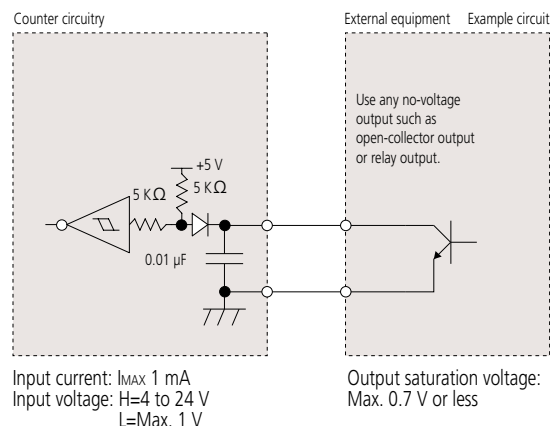 Counter circuitry
External equipment Example circuit
Use any no-voltage
output such as
open-collector output
or relay output.
+5 V
5 KΩ
5 KΩ
0.01 µF
Input current: IMAX 1 mA
Input voltage: H=4 to 24 V
L=Max. 1 V
Output saturation voltage:
Max. 0.7 V or less